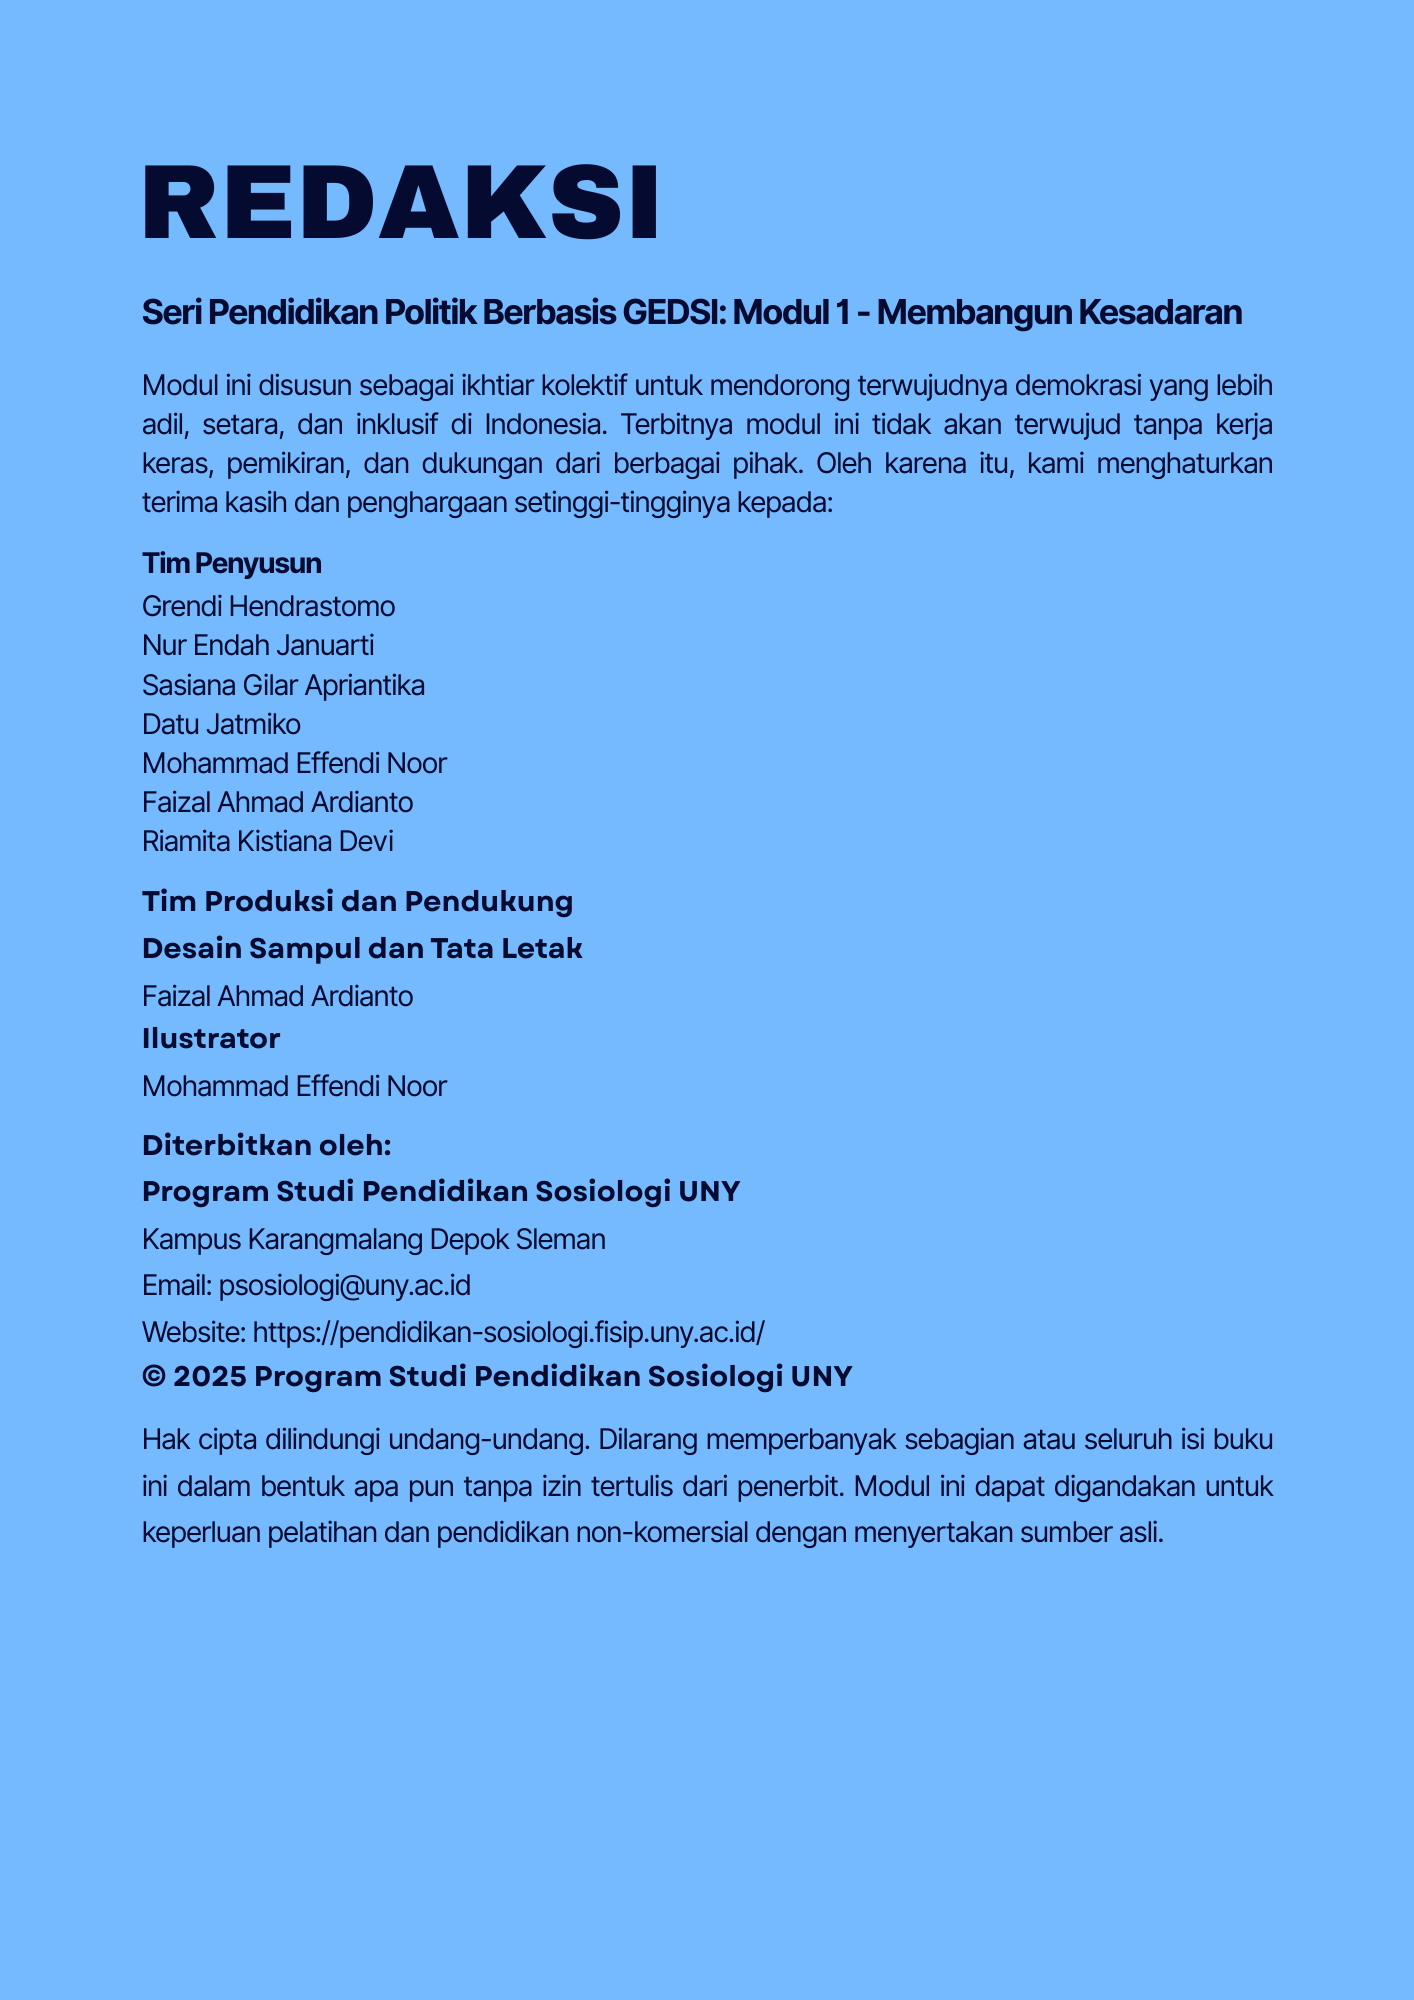 REDAKSI
Seri Pendidikan Politik Berbasis GEDSI: Modul 1 - Membangun Kesadaran
Modul ini disusun sebagai ikhtiar kolektif untuk mendorong terwujudnya demokrasi yang lebih
adil, setara, dan inklusif di Indonesia. Terbitnya modul ini tidak akan terwujud tanpa kerja
keras, pemikiran, dan dukungan dari berbagai pihak. Oleh karena itu, kami menghaturkan
terima kasih dan penghargaan setinggi-tingginya kepada:
Tim Penyusun
Grendi Hendrastomo
Nur Endah Januarti
Sasiana Gilar Apriantika
Datu Jatmiko
Mohammad Effendi Noor
Faizal Ahmad Ardianto
Riamita Kistiana Devi
Tim Produksi dan Pendukung
Desain Sampul dan Tata Letak
Faizal Ahmad Ardianto
Ilustrator
Mohammad Effendi Noor
Diterbitkan oleh:
Program Studi Pendidikan Sosiologi UNY
Kampus Karangmalang Depok Sleman
Email: psosiologi@uny.ac.id
Website: https://pendidikan-sosiologi.fisip.uny.ac.id/
© 2025 Program Studi Pendidikan Sosiologi UNY
Hak cipta dilindungi undang-undang. Dilarang memperbanyak sebagian atau seluruh isi buku
ini dalam bentuk apa pun tanpa izin tertulis dari penerbit. Modul ini dapat digandakan untuk
keperluan pelatihan dan pendidikan non-komersial dengan menyertakan sumber asli.